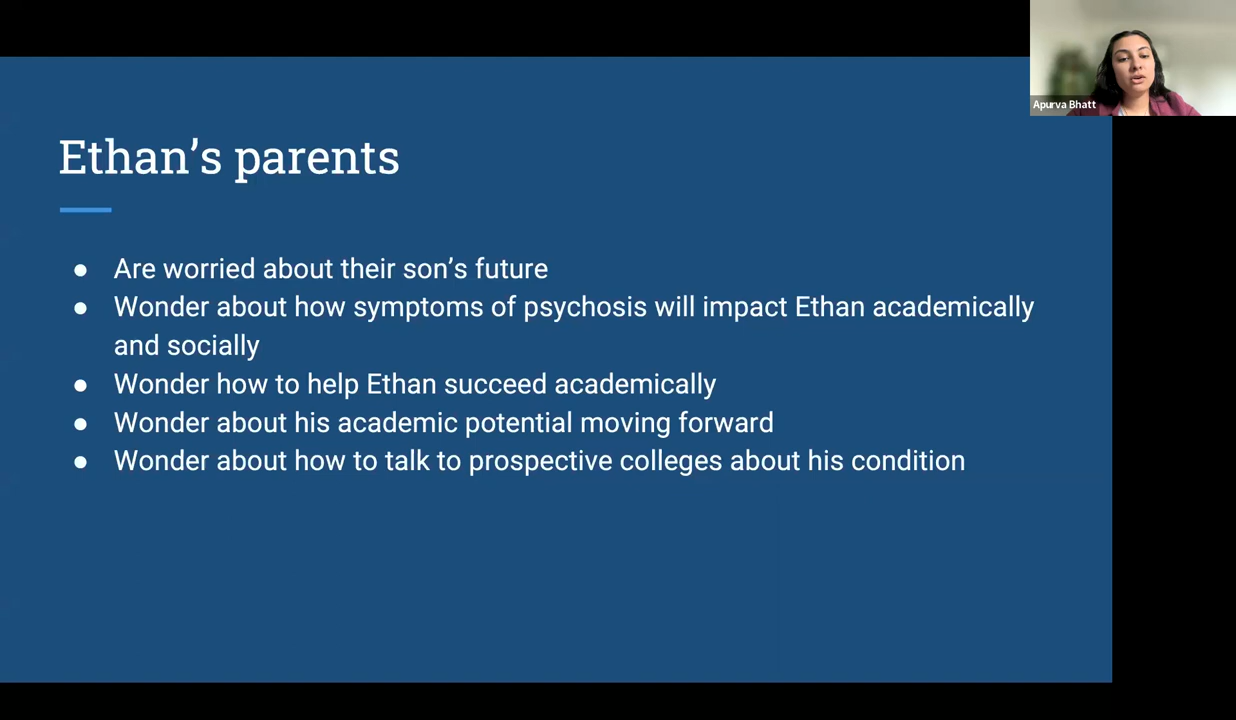 Apurva Bhatt
Ethan’s parents
● Are worried about their son’s future
● Wonder about how symptoms of psychosis will impact Ethan academically
and socially
● Wonder how to help Ethan succeed academically
● Wonder about his academic potential moving forward
● Wonder about how to talk to prospective colleges about his condition